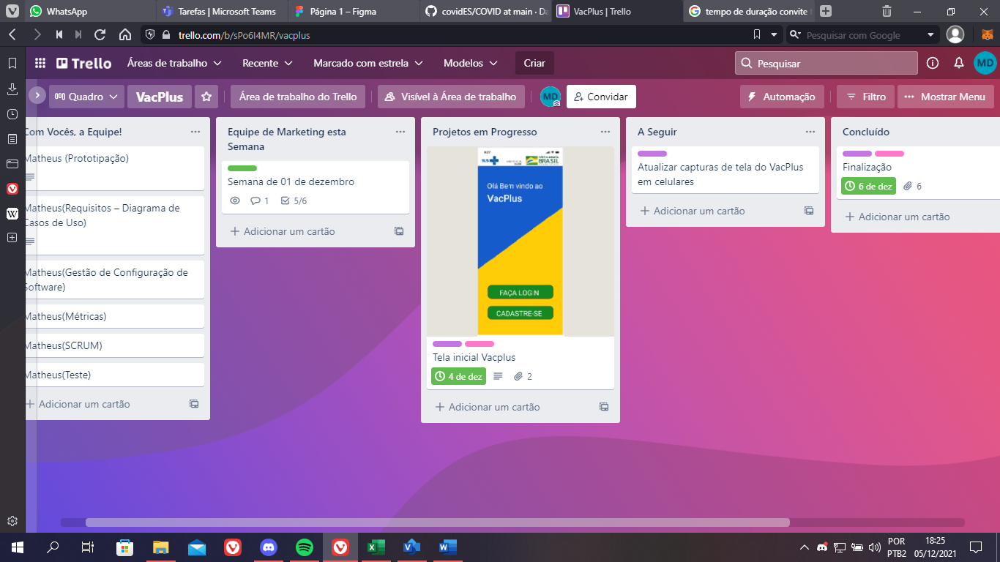 WhatsApp
Tarefas | Microsoft Teams
Página 1 – Figma
covidES/COVID at main · Da
VacPlus | Trello
tempo de duração convite
trello.com/b/sPo6I4MR/vacplus
Pesquisar com Google
Trello
Áreas de trabalho
Recente
Marcado com estrela
Modelos
Criar
Pesquisar
MD
Quadro
VacPlus
Área de trabalho do Trello
Visível à Área de trabalho
MD
Convidar
Automação
Filtro
Mostrar Menu
Com Vocês, a Equipe!
Matheus (Prototipação)
Matheus(Requisitos – Diagrama de
Casos de Uso)
Matheus(Gestão de Configuração de
Software)
Matheus(Métricas)
Matheus(SCRUM)
Matheus(Teste)
Adicionar um cartão
Equipe de Marketing esta
Semana
Semana de 01 de dezembro
1
5/6
Adicionar um cartão
Projetos em Progresso
SUS
BRASIL
Olá Bem vindo ao
VacPlus
FAÇA LOGIN
CADASTRE-SE
Tela inicial Vacplus
4 de dez
2
Adicionar um cartão
A Seguir
Atualizar capturas de tela do VacPlus
em celulares
Adicionar um cartão
Concluído
Finalização
6 de dez
6
Adicionar um cartão
W
POR
PTB2
18:25
05/12/2021